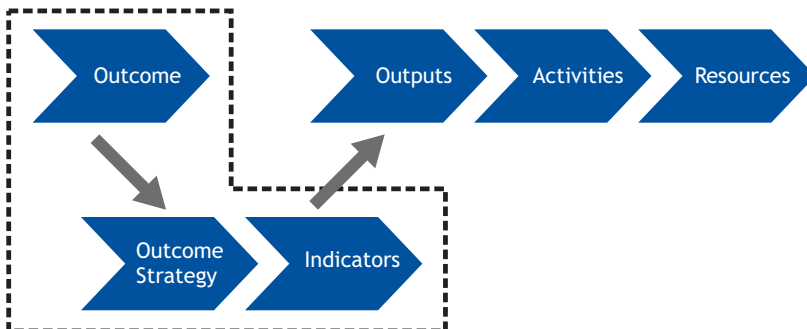 Outcome
Outputs
Activities
Resources
Outcome
Strategy
Indicators